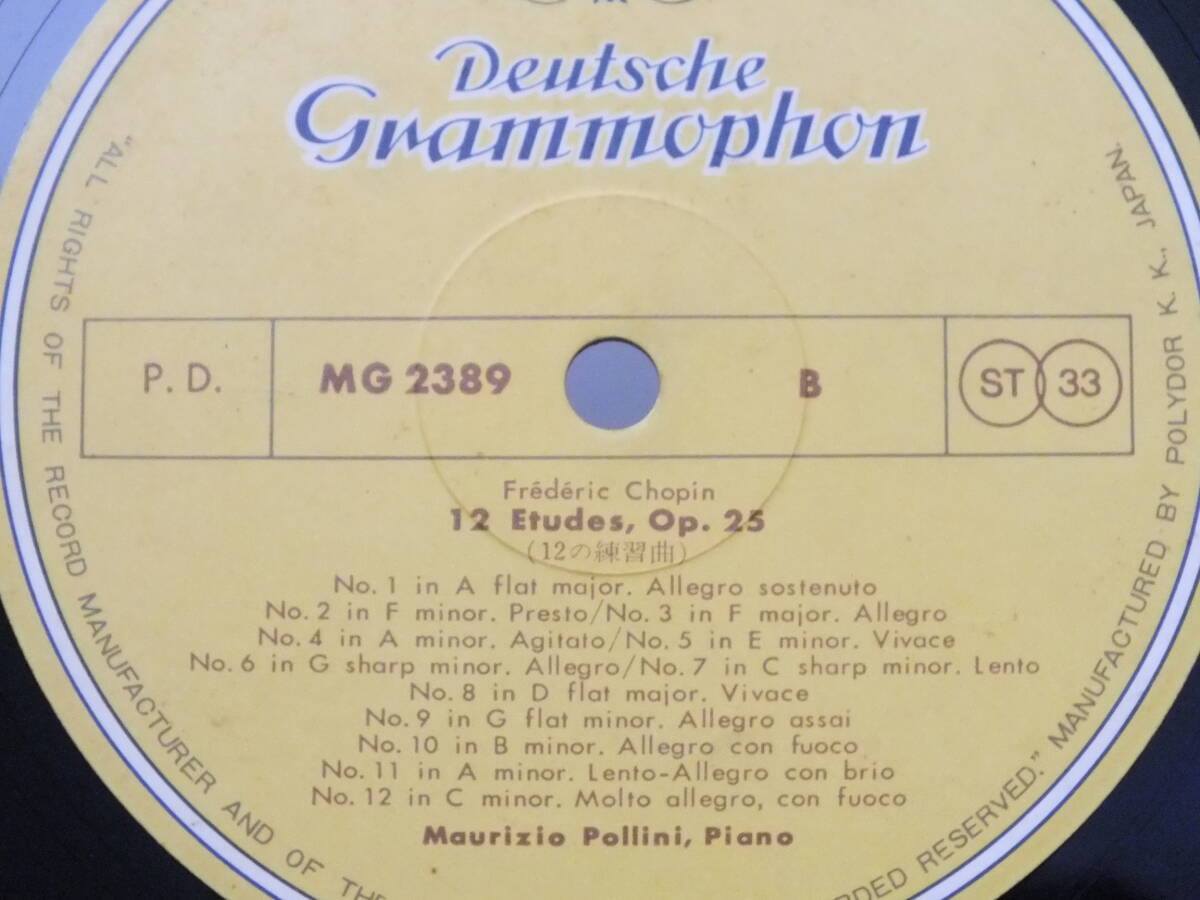 Deutsche
Grammophon
P. D.
MG 2389
B
ST 33
Frédéric Chopin
12 Etudes, Op. 25
(12の練習曲)
No. 1 in A flat major. Allegro sostenuto
No. 2 in F minor. Presto/No. 3 in F major. Allegro
No. 4 in A minor. Agitato/No. 5 in E minor. Vivace
No. 6 in G sharp minor. Allegro/No. 7 in C sharp minor. Lento
No. 8 in D flat major. Vivace
No. 9 in G flat minor. Allegro assai
No. 10 in B minor. Allegro con fuoco
No. 11 in A minor. Lento-Allegro con brio
No. 12 in C minor. Molto allegro, con fuoco
Maurizio Pollini, Piano
"ALL RIGHTS OF THE RECORD MANUFACTURER AND OF THE
RDED RESERVED." MANUFACTURED BY POLYDOR K. K., JAPAN.